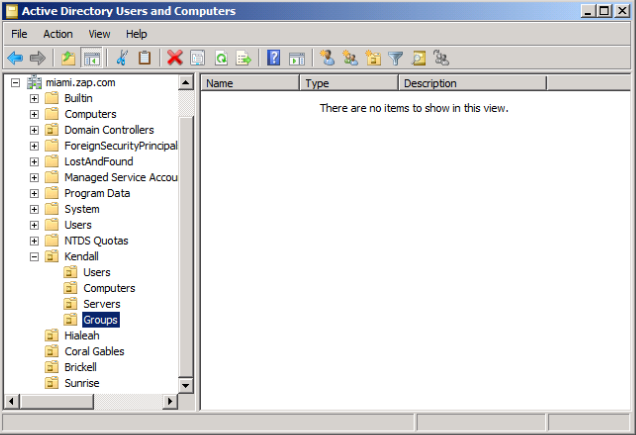 Active Directory Users and Computers
File Action View Help
miami.zap.com
Builtin
Computers
Domain Controllers
ForeignSecurityPrincipal
LostAndFound
Managed Service Accou
Program Data
System
Users
NTDS Quotas
Kendall
Users
Computers
Servers
Groups
Hialeah
Coral Gables
Brickell
Sunrise
Name Type Description
There are no items to show in this view.